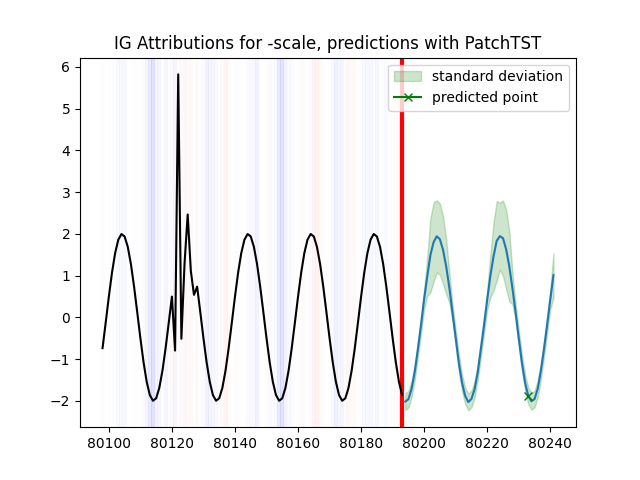 IG Attributions for -scale, predictions with PatchTST
standard deviation
predicted point
6
5
4
3
2
1
0
−1
−2
80100 80120 80140 80160 80180 80200 80220 80240